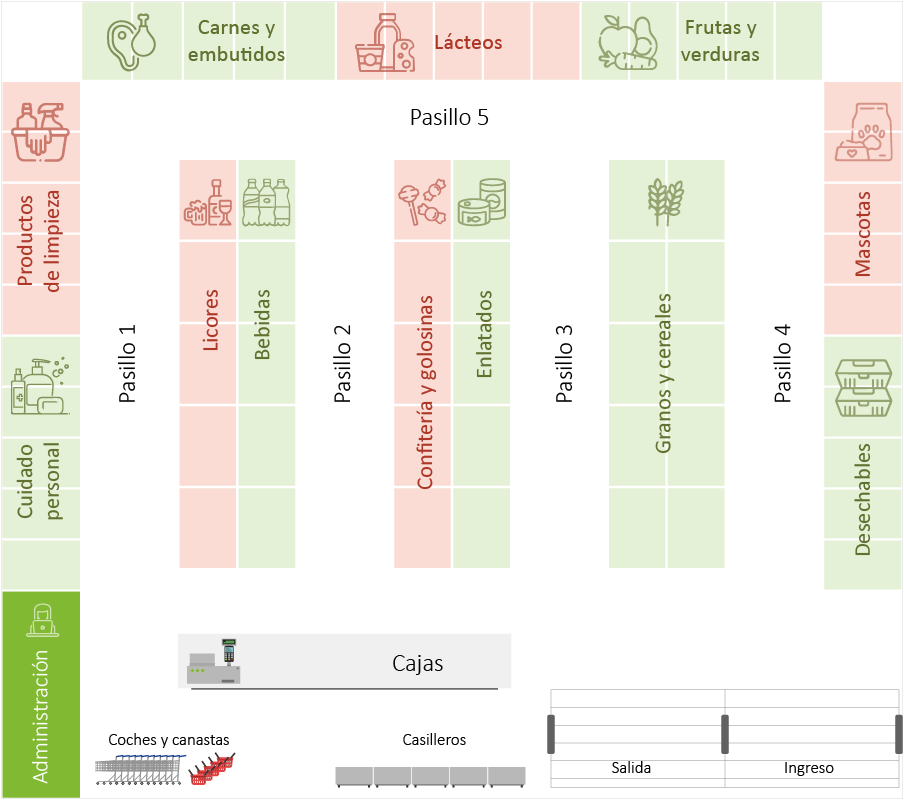 Carnes y
embutidos
Lácteos
Frutas y
verduras
Pasillo 5
Productos
de limpieza
Mascotas
Licores
Bebidas
Confitería y golosinas
Enlatados
Granos y cereales
Pasillo 1
Pasillo 2
Pasillo 3
Pasillo 4
Cuidado
personal
Desechables
Administración
Cajas
Coches y canastas
Casilleros
Salida
Ingreso